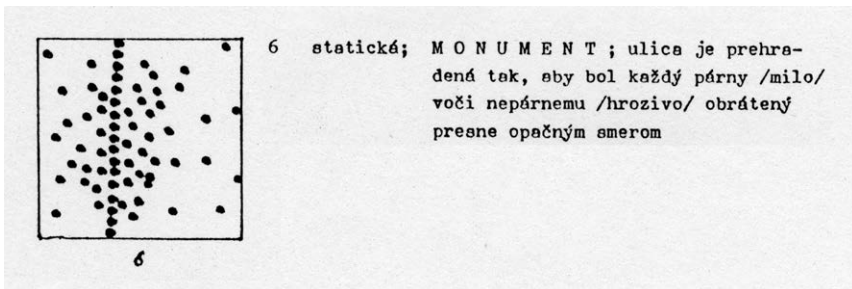 6 statická; M O N U M E N T ; ulica je prehra-
dená tak, aby bol každý párny /milo/
voči nepárnemu /hrozivo/ obrátený
presne opačným smerom
6